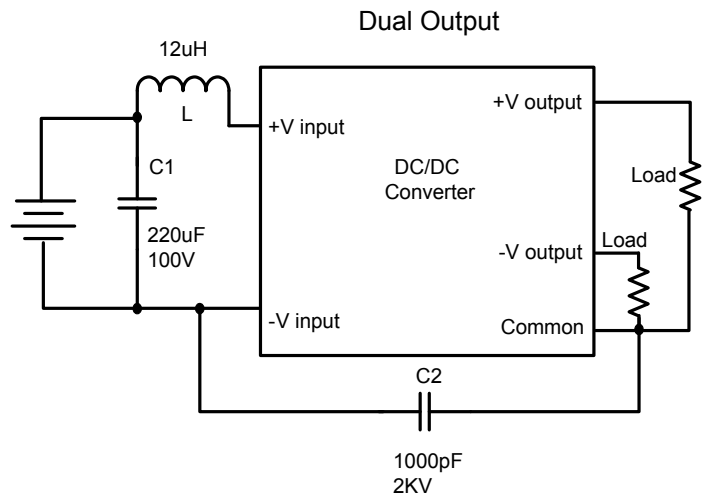 Dual Output
12uH
L
+V input
+V output
C1
DC/DC
Converter
Load
220uF
100V
Load
-V output
-V input
Common
C2
1000pF
2KV